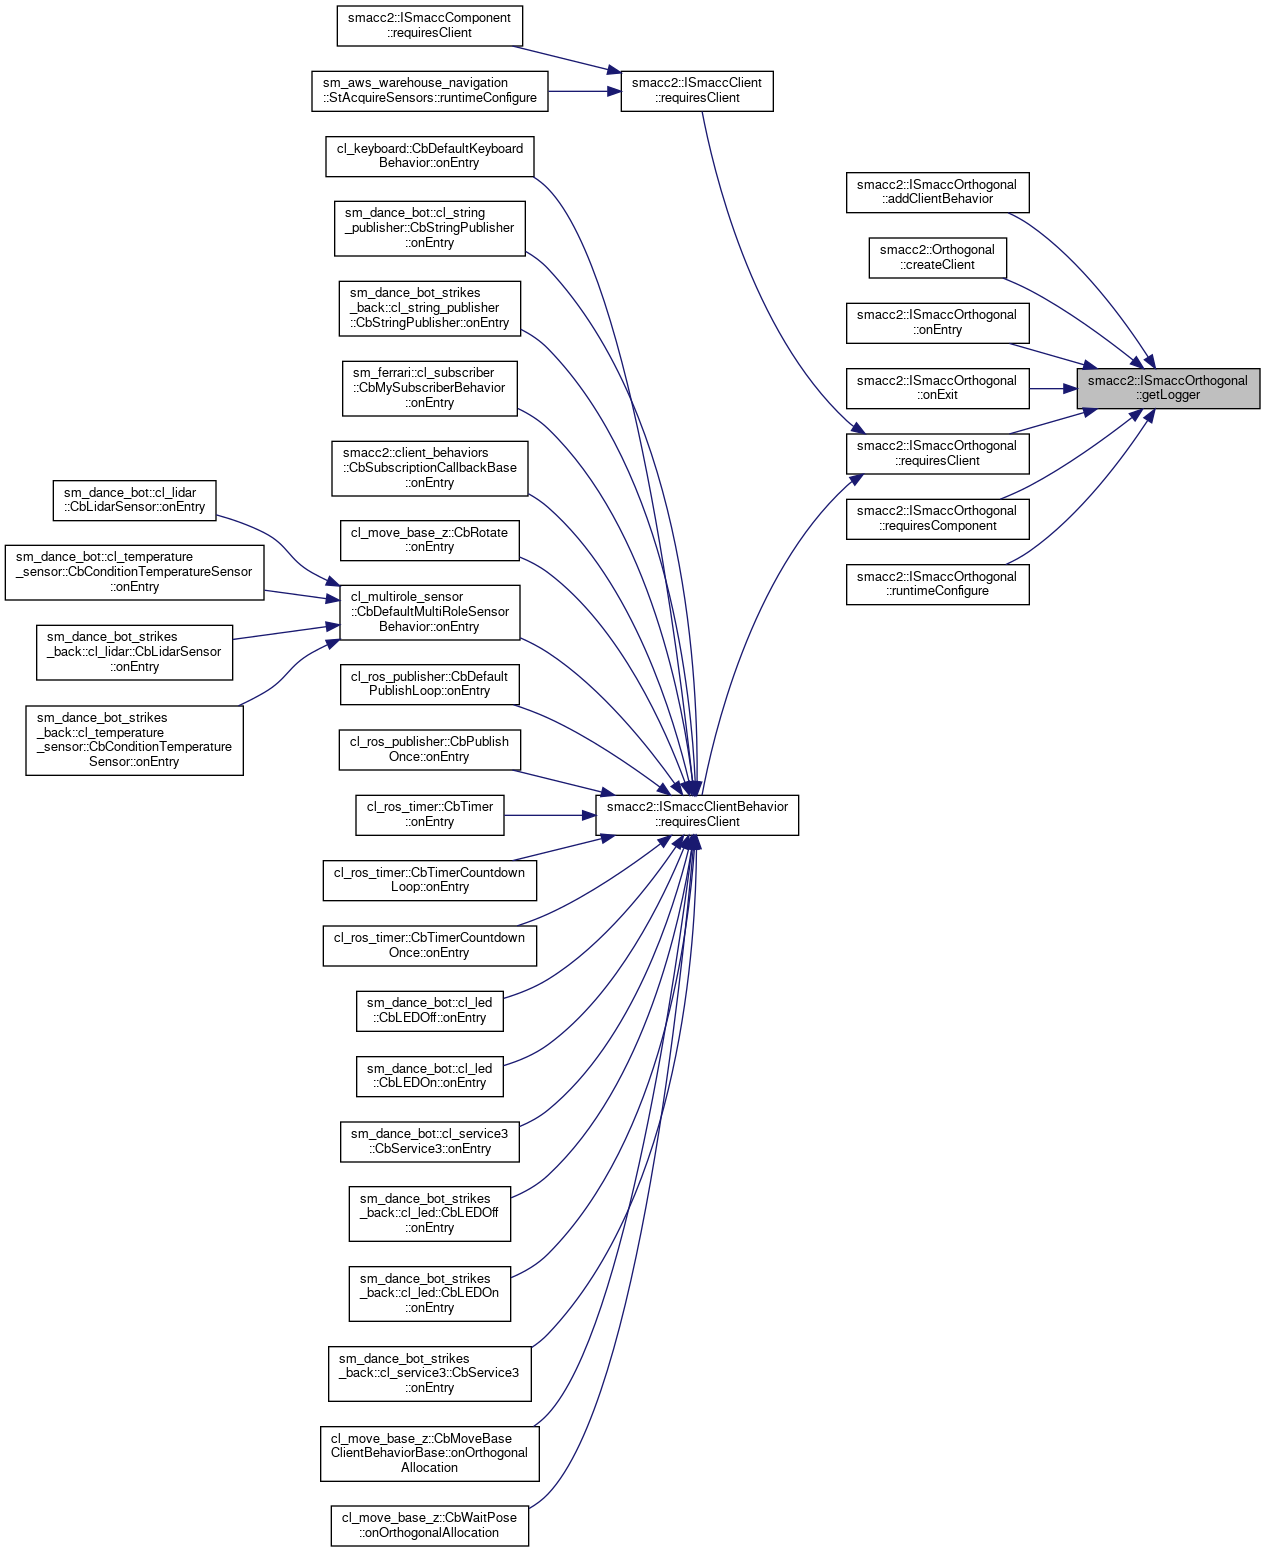 smacc2::ISmaccComponent
::requiresClient
sm_aws_warehouse_navigation
::StAcquireSensors::runtimeConfigure
smacc2::ISmaccClient
::requiresClient
cl_keyboard::CbDefaultKeyboard
Behavior::onEntry
sm_dance_bot::cl_string
_publisher::CbStringPublisher
::onEntry
sm_dance_bot_strikes
_back::cl_string_publisher
::CbStringPublisher::onEntry
sm_ferrari::cl_subscriber
::CbMySubscriberBehavior
::onEntry
smacc2::client_behaviors
::CbSubscriptionCallbackBase
::onEntry
cl_move_base_z::CbRotate
::onEntry
cl_multirole_sensor
::CbDefaultMultiRoleSensor
Behavior::onEntry
sm_dance_bot::cl_lidar
::CbLidarSensor::onEntry
sm_dance_bot::cl_temperature
_sensor::CbConditionTemperatureSensor
::onEntry
sm_dance_bot_strikes
_back::cl_lidar::CbLidarSensor
::onEntry
sm_dance_bot_strikes
_back::cl_temperature
_sensor::CbConditionTemperature
Sensor::onEntry
cl_ros_publisher::CbDefault
PublishLoop::onEntry
cl_ros_publisher::CbPublish
Once::onEntry
cl_ros_timer::CbTimer
::onEntry
cl_ros_timer::CbTimerCountdown
Loop::onEntry
cl_ros_timer::CbTimerCountdown
Once::onEntry
sm_dance_bot::cl_led
::CbLEDOff::onEntry
sm_dance_bot::cl_led
::CbLEDOn::onEntry
sm_dance_bot::cl_service3
::CbService3::onEntry
sm_dance_bot_strikes
_back::cl_led::CbLEDOff
::onEntry
sm_dance_bot_strikes
_back::cl_led::CbLEDOn
::onEntry
sm_dance_bot_strikes
_back::cl_service3::CbService3
::onEntry
cl_move_base_z::CbMoveBase
ClientBehaviorBase::onOrthogonal
Allocation
cl_move_base_z::CbWaitPose
::onOrthogonalAllocation
smacc2::ISmaccClientBehavior
::requiresClient
smacc2::ISmaccOrthogonal
::addClientBehavior
smacc2::Orthogonal
::createClient
smacc2::ISmaccOrthogonal
::onEntry
smacc2::ISmaccOrthogonal
::onExit
smacc2::ISmaccOrthogonal
::requiresClient
smacc2::ISmaccOrthogonal
::requiresComponent
smacc2::ISmaccOrthogonal
::runtimeConfigure
smacc2::ISmaccOrthogonal
::getLogger